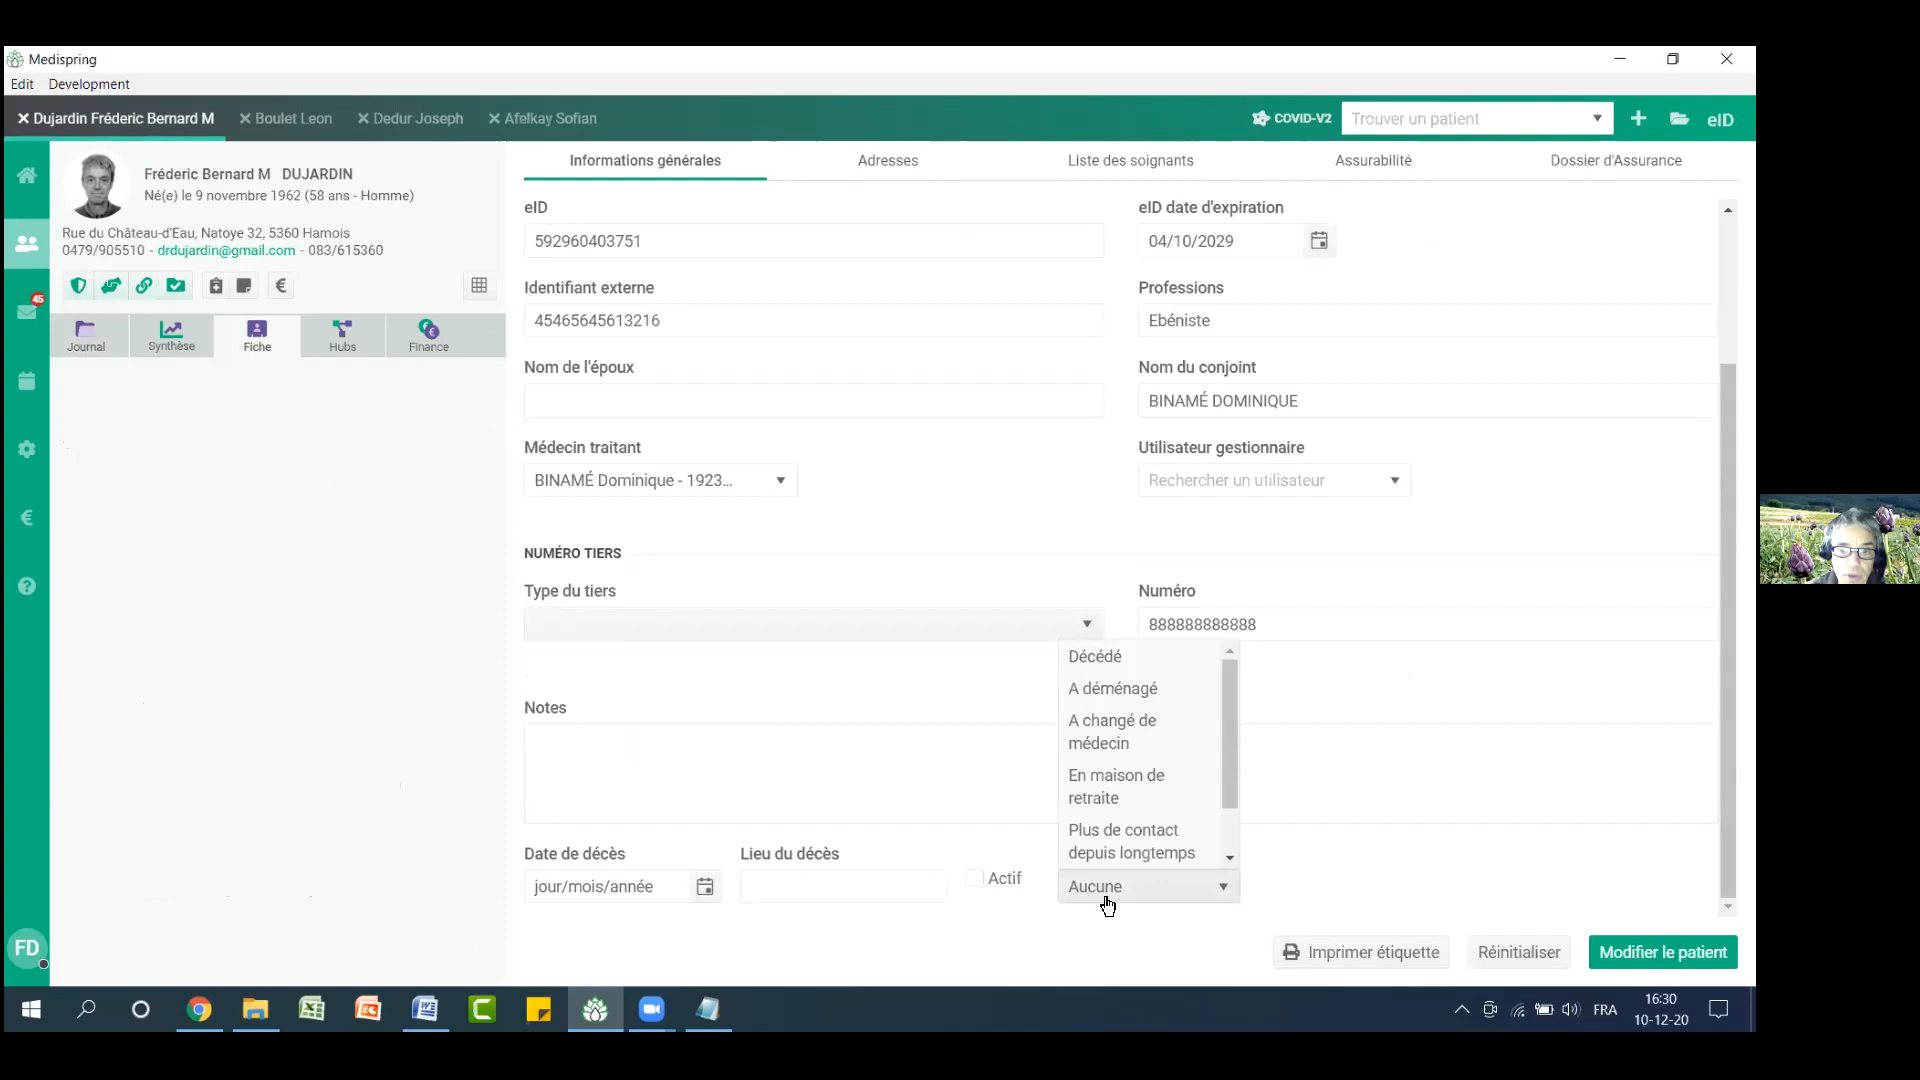 Medispring
Edit Development
Dujardin Fréderic Bernard M Boulet Leon Dedur Joseph Afelkay Sofian COVID-V2 Trouver un patient eID
Fréderic Bernard M DUJARDIN
Né(e) le 9 novembre 1962 (58 ans - Homme)
Rue du Château-d'Eau, Natoye 32, 5360 Hamois
0479/905510 - drdujardin@gmail.com - 083/615360
45
Journal Synthèse Fiche Hubs Finance
Informations générales Adresses Liste des soignants Assurabilité Dossier d'Assurance
eID eID date d'expiration
592960403751 04/10/2029
Identifiant externe Professions
45465645613216 Ebéniste
Nom de l'époux Nom du conjoint
BINAMÉ DOMINIQUE
Médecin traitant Utilisateur gestionnaire
BINAMÉ Dominique - 1923... Rechercher un utilisateur
NUMÉRO TIERS
Type du tiers Numéro
888888888888
Décédé
A déménagé
A changé de
médecin
En maison de
retraite
Plus de contact
depuis longtemps
Notes
Date de décès Lieu du décès
jour/mois/année Actif Aucune
Imprimer étiquette Réinitialiser Modifier le patient
FD
FRA 16:30
10-12-20